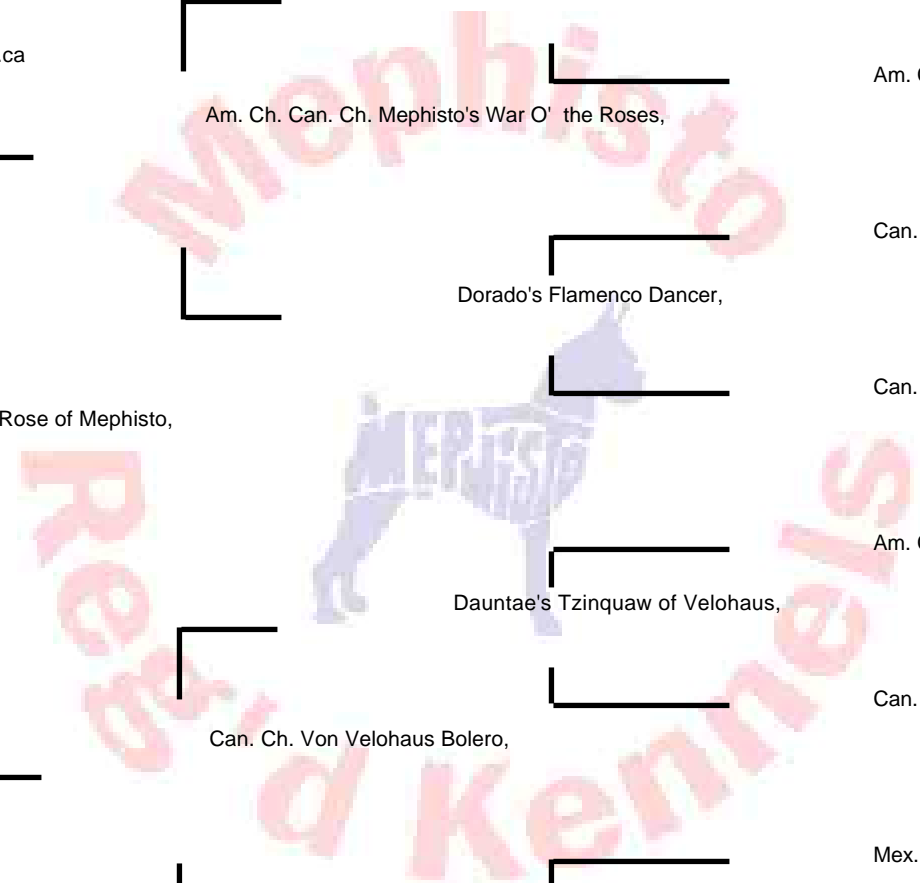 .ca
Am. C
Am. Ch. Can. Ch. Mephisto's War O' the Roses,
Mephisto
Can.
Dorado's Flamenco Dancer,
Can.
Rose of Mephisto,
MEPHISTO
Am. C
Dauntae's Tzinquaw of Velohaus,
Can.
Can. Ch. Von Velohaus Bolero,
Reg'd Kennels
Mex.